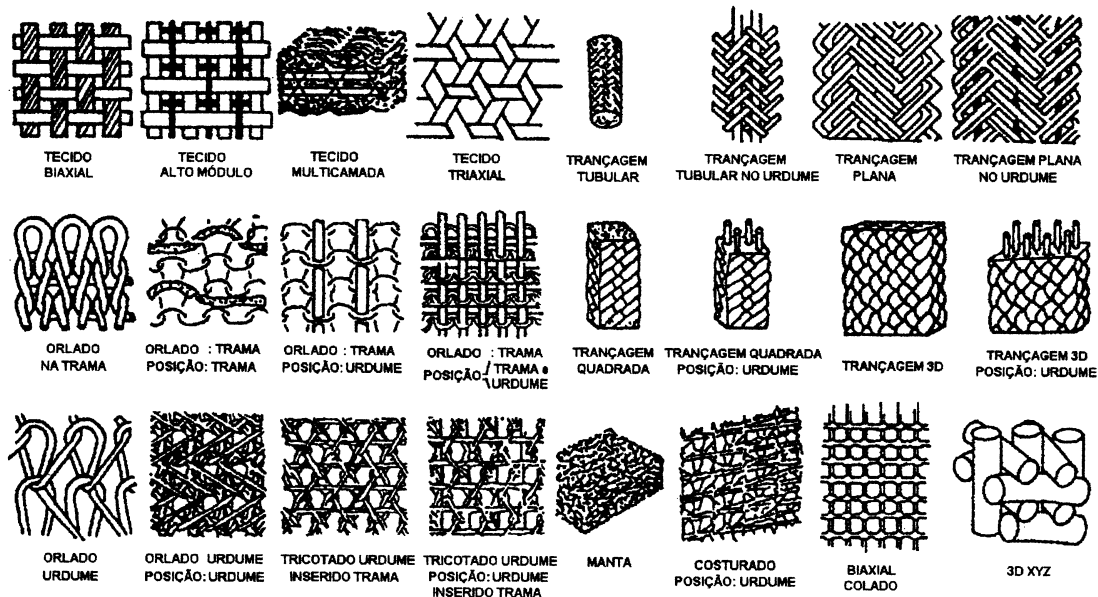 TECIDO
BIAXIAL
TECIDO
ALTO MÓDULO
TECIDO
MULTICAMADA
TECIDO
TRIAXIAL
TRANÇAGEM
TUBULAR
TRANÇAGEM
TUBULAR NO URDUME
TRANÇAGEM
PLANA
TRANÇAGEM PLANA
NO URDUME
ORLADO
NA TRAMA
ORLADO : TRAMA
POSIÇÃO: TRAMA
ORLADO : TRAMA
POSIÇÃO: URDUME
ORLADO : TRAMA
POSIÇÃO: TRAMA e
URDUME
TRANÇAGEM
QUADRADA
TRANÇAGEM QUADRADA
POSIÇÃO: URDUME
TRANÇAGEM 3D
TRANÇAGEM 3D
POSIÇÃO: URDUME
ORLADO
URDUME
ORLADO URDUME
POSIÇÃO: URDUME
TRICOTADO URDUME
INSERIDO TRAMA
TRICOTADO URDUME
POSIÇÃO: URDUME
INSERIDO TRAMA
MANTA
COSTURADO
POSIÇÃO: URDUME
BIAXIAL
COLADO
3D XYZ